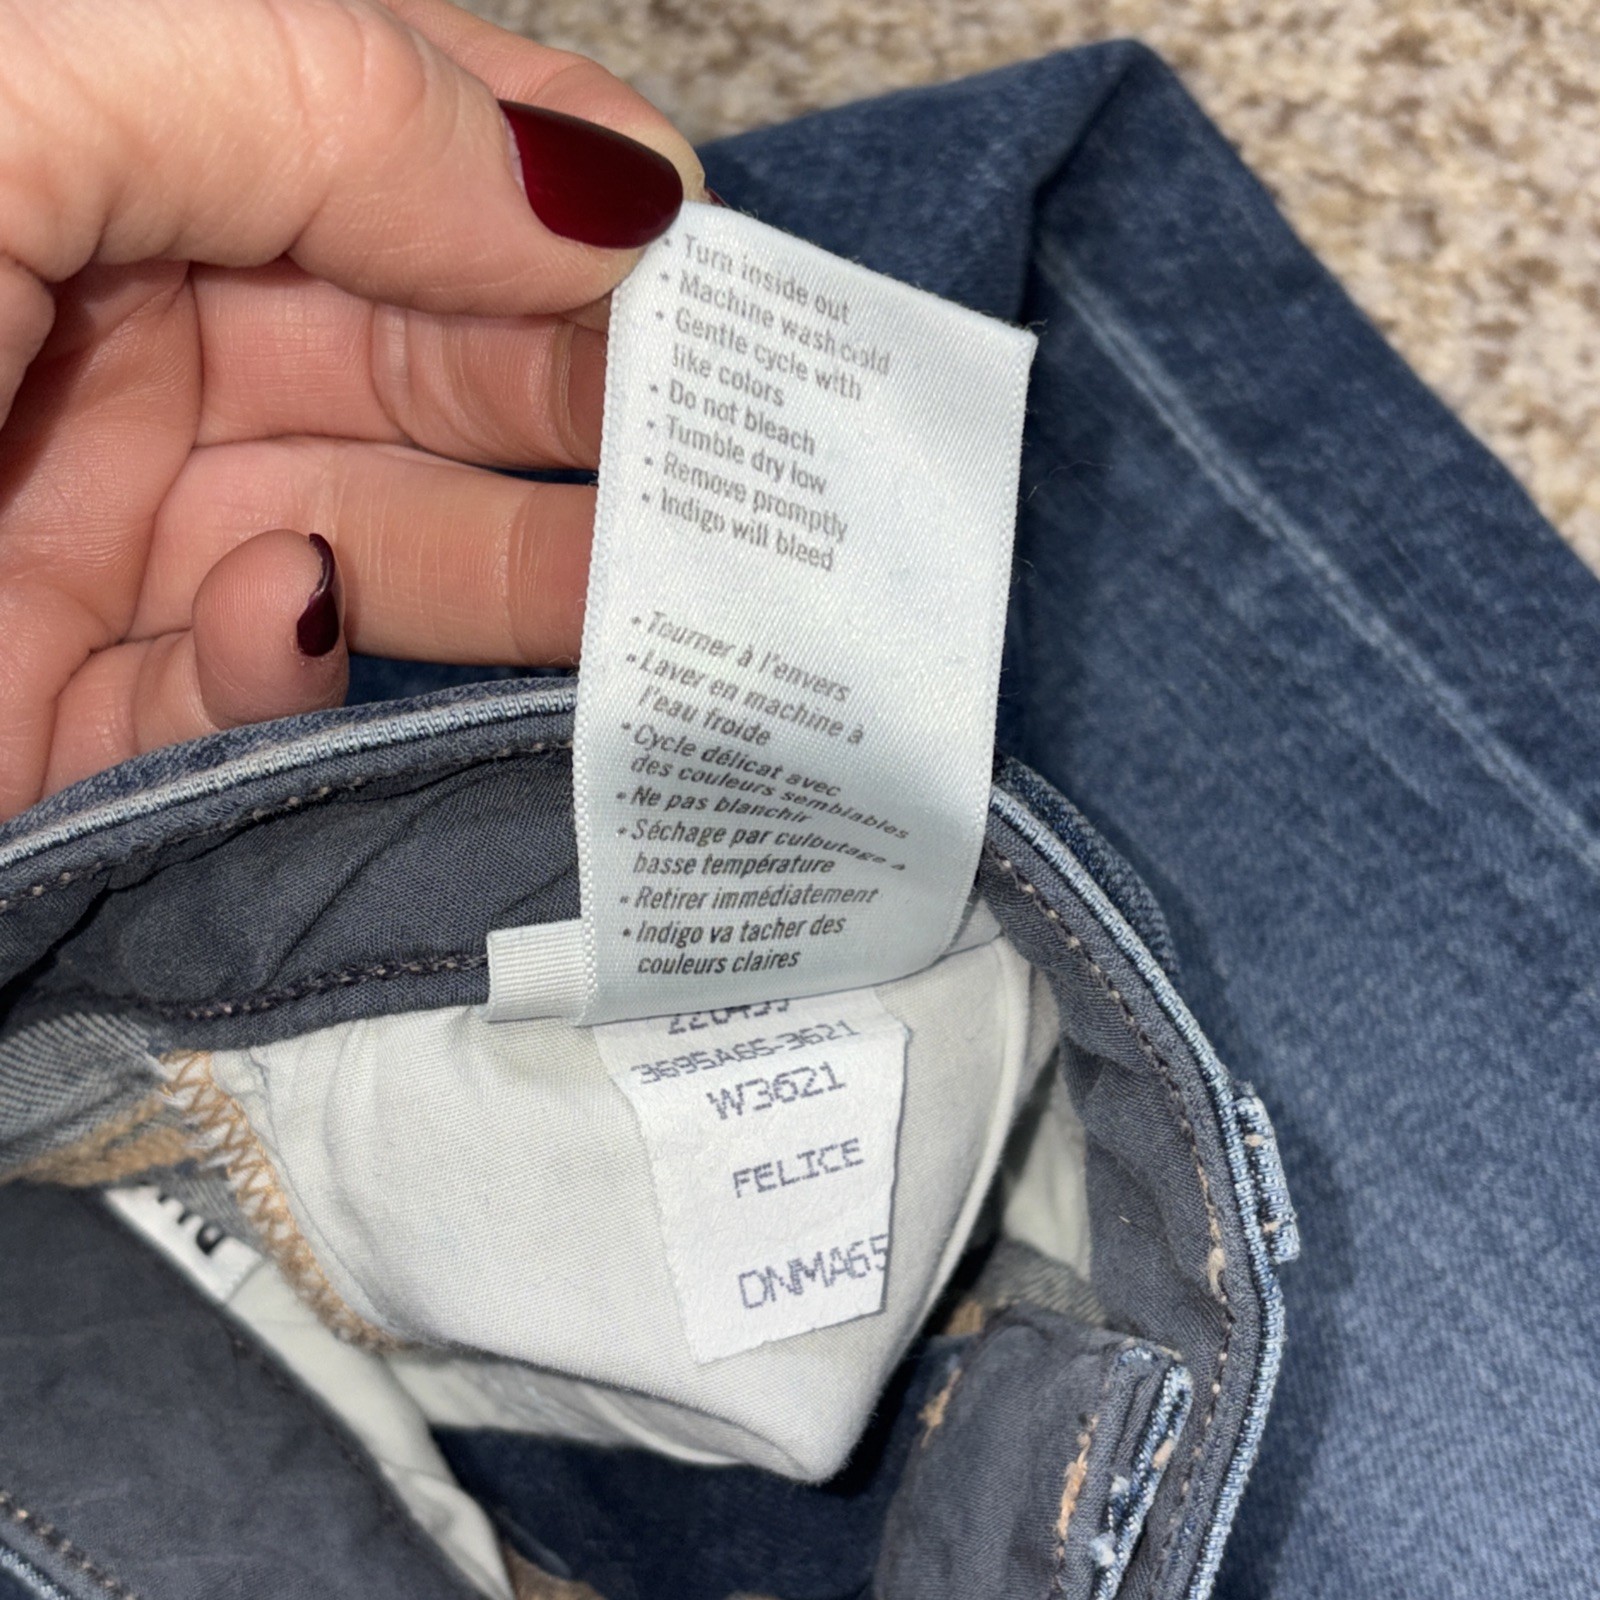 • Turn inside out
• Machine wash cold
• Gentle cycle with
like colors
• Do not bleach
• Tumble dry low
• Remove promptly
• Indigo will bleed
• Tourner à l'envers
• Laver en machine à
l'eau froide
• Cycle délicat avec
des couleurs semblables
• Ne pas blanchir
• Séchage par culbutage à
basse température
• Retirer immédiatement
• Indigo va tacher des
couleurs claires
3695A65-3621
W3621
FELICE
DNMA65